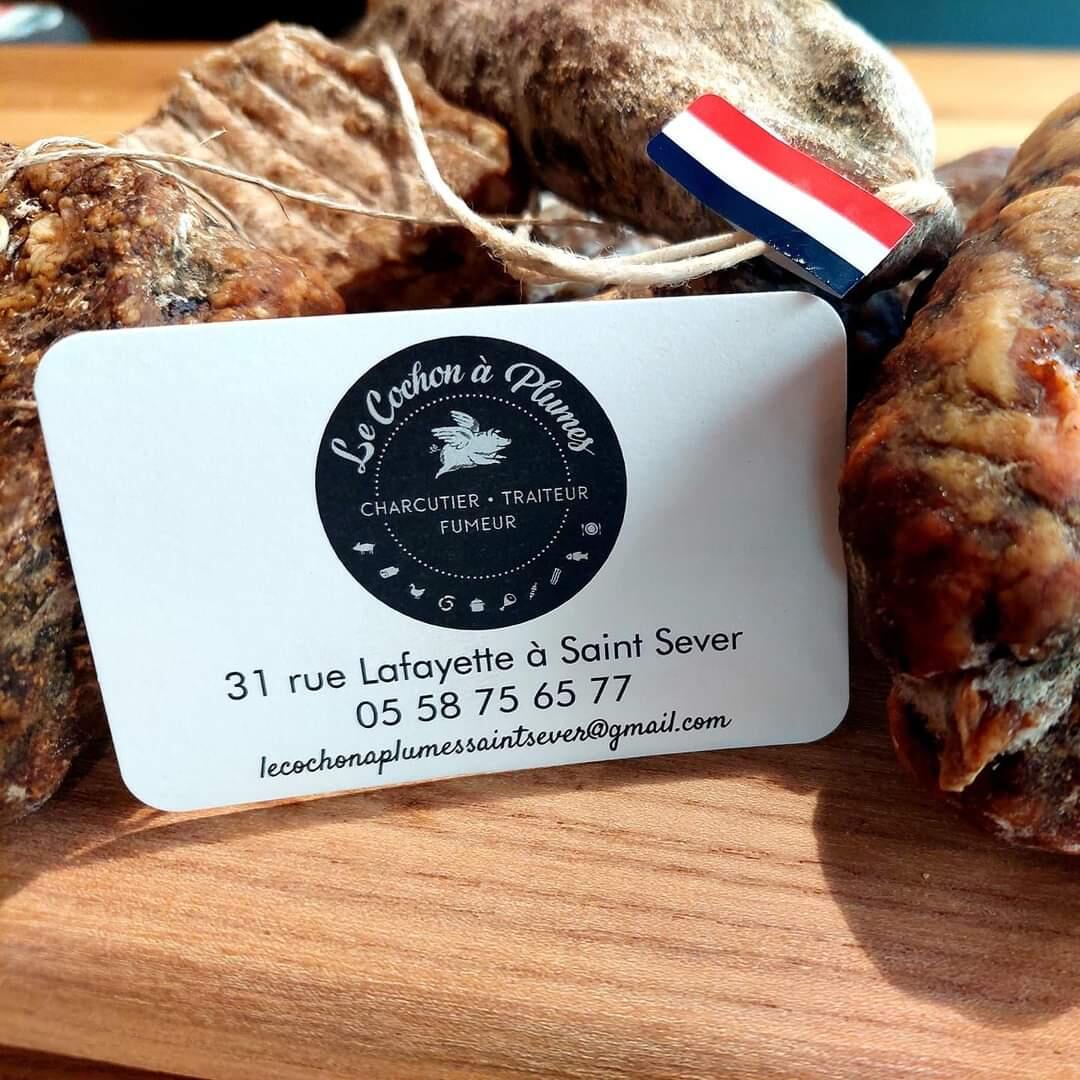 Le Cochon à Plumes
CHARCUTIER • TRAITEUR
FUMEUR
31 rue Lafayette à Saint Sever
05 58 75 65 77
lecochonaplumessaintsever@gmail.com